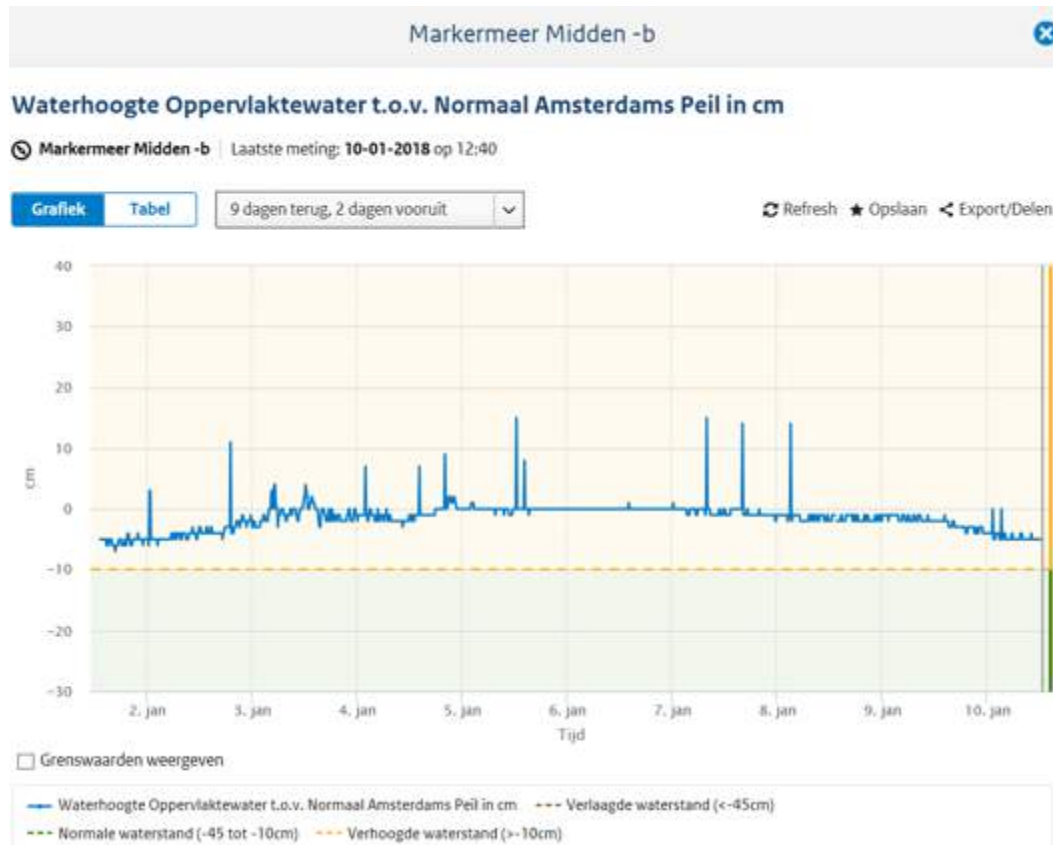 Markermeer Midden -b
Waterhoogte Oppervlaktewater t.o.v. Normaal Amsterdams Peil in cm
Markermeer Midden -b | Laatste meting: 10-01-2018 op 12:40
Grafiek Tabel 9 dagen terug, 2 dagen vooruit Refresh Opslaan Export/Delen
40
30
20
10
cm
0
-10
-20
-30
2. jan 3. jan 4. jan 5. jan 6. jan 7. jan 8. jan 9. jan 10. jan
Tijd
Grenswaarden weergeven
Waterhoogte Oppervlaktewater t.o.v. Normaal Amsterdams Peil in cm --- Verlaagde waterstand (<-45cm)
--- Normale waterstand (-45 tot -10cm) --- Verhoogde waterstand (>-10cm)